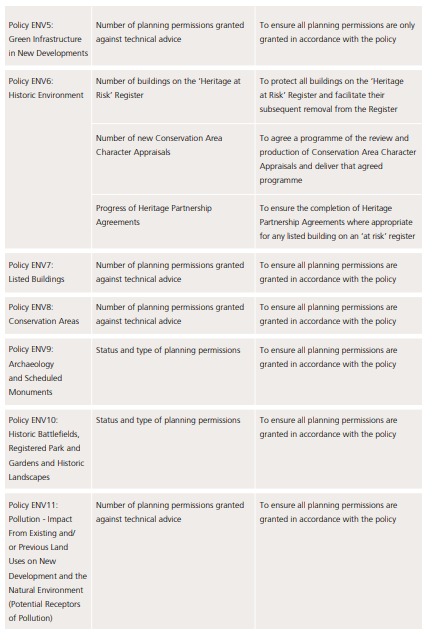 Policy ENV5:
Green Infrastructure
in New Developments
Number of planning permissions granted
against technical advice
To ensure all planning permissions are only
granted in accordance with the policy
Policy ENV6:
Historic Environment
Number of buildings on the ‘Heritage at
Risk’ Register
To protect all buildings on the ‘Heritage
at Risk’ Register and facilitate their
subsequent removal from the Register
Number of new Conservation Area
Character Appraisals
To agree a programme of the review and
production of Conservation Area Character
Appraisals and deliver that agreed
programme
Progress of Heritage Partnership
Agreements
To ensure the completion of Heritage
Partnership Agreements where appropriate
for any listed building on an ‘at risk’ register
Policy ENV7:
Listed Buildings
Number of planning permissions granted
against technical advice
To ensure all planning permissions are
granted in accordance with the policy
Policy ENV8:
Conservation Areas
Number of planning permissions granted
against technical advice
To ensure all planning permissions are
granted in accordance with the policy
Policy ENV9:
Archaeology
and Scheduled
Monuments
Status and type of planning permissions
To ensure all planning permissions are
granted in accordance with the policy
Policy ENV10:
Historic Battlefields,
Registered Park and
Gardens and Historic
Landscapes
Status and type of planning permissions
To ensure all planning permissions are
granted in accordance with the policy
Policy ENV11:
Pollution - Impact
From Existing and/
or Previous Land
Uses on New
Development and the
Natural Environment
(Potential Receptors
of Pollution)
Number of planning permissions granted
against technical advice
To ensure all planning permissions are
granted in accordance with the policy